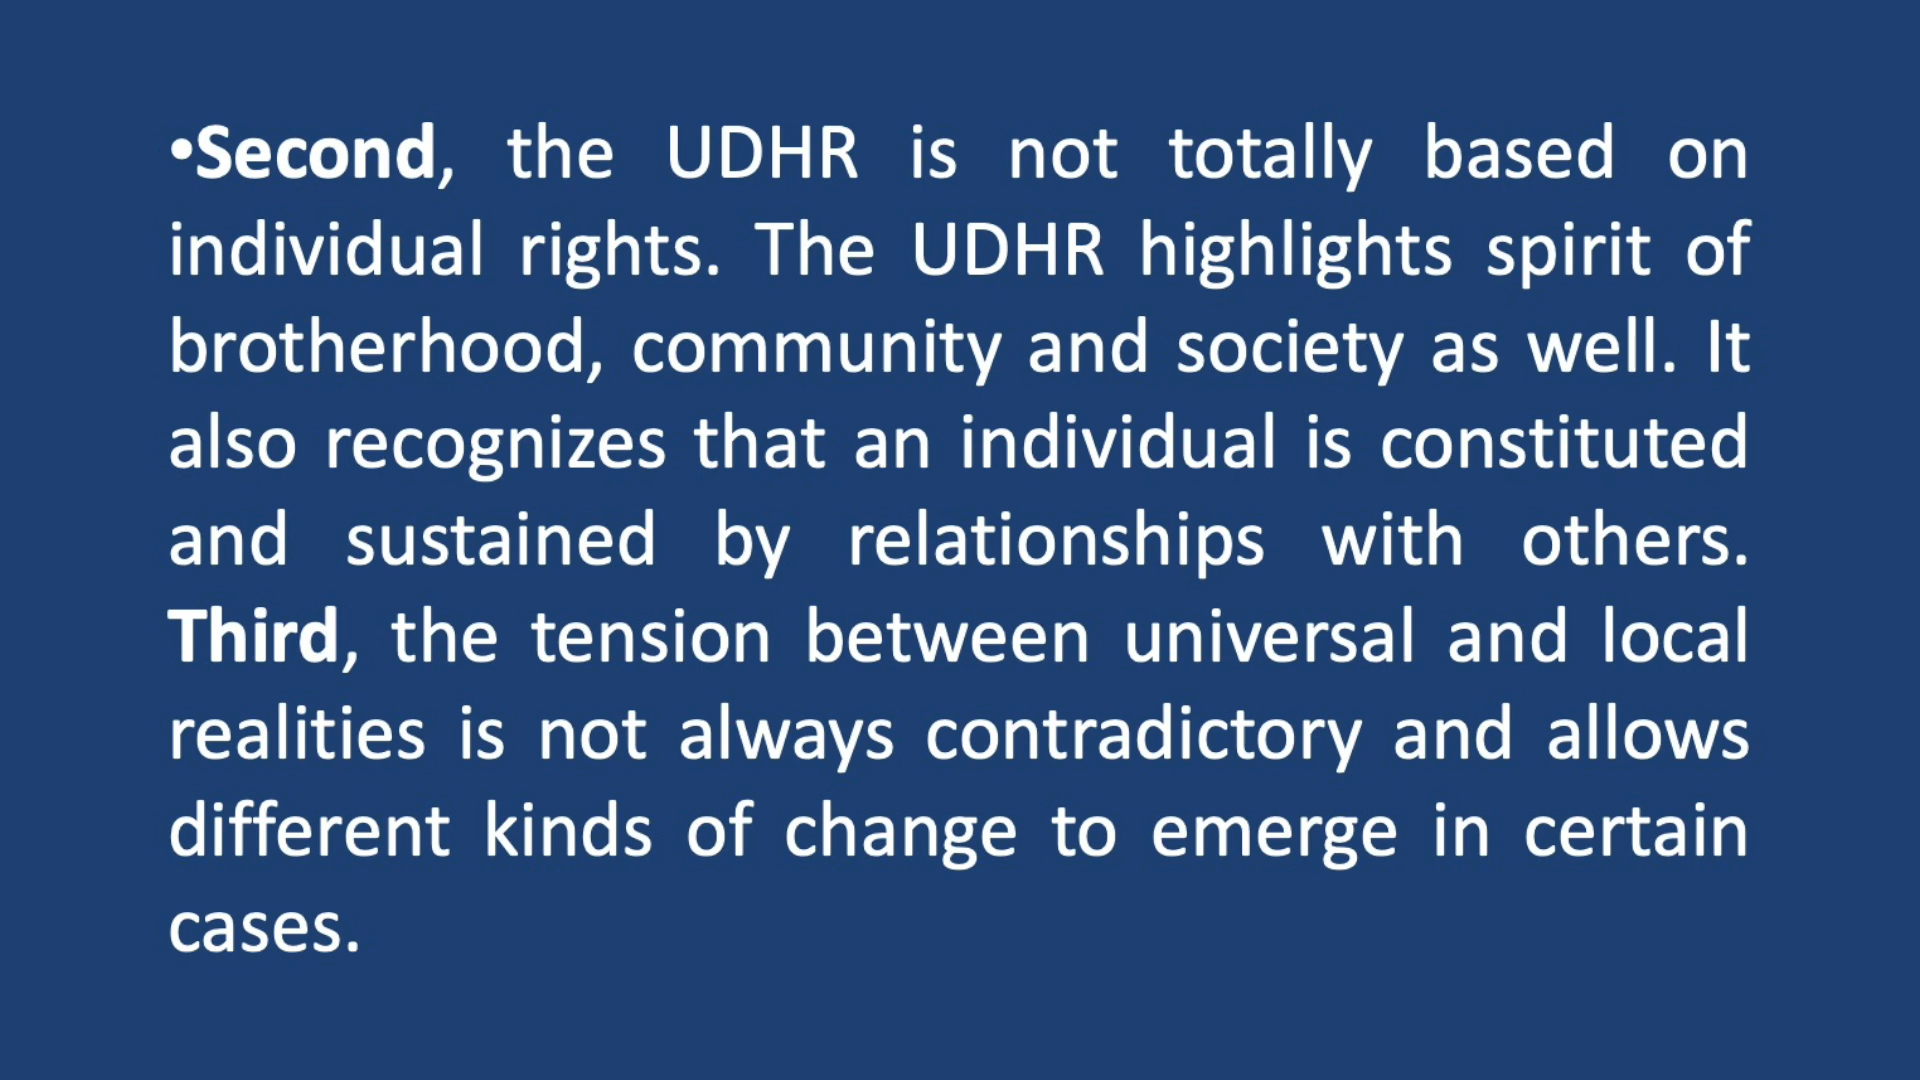 •Second, the UDHR is not totally based on
individual rights. The UDHR highlights spirit of
brotherhood, community and society as well. It
also recognizes that an individual is constituted
and sustained by relationships with others.
Third, the tension between universal and local
realities is not always contradictory and allows
different kinds of change to emerge in certain
cases.